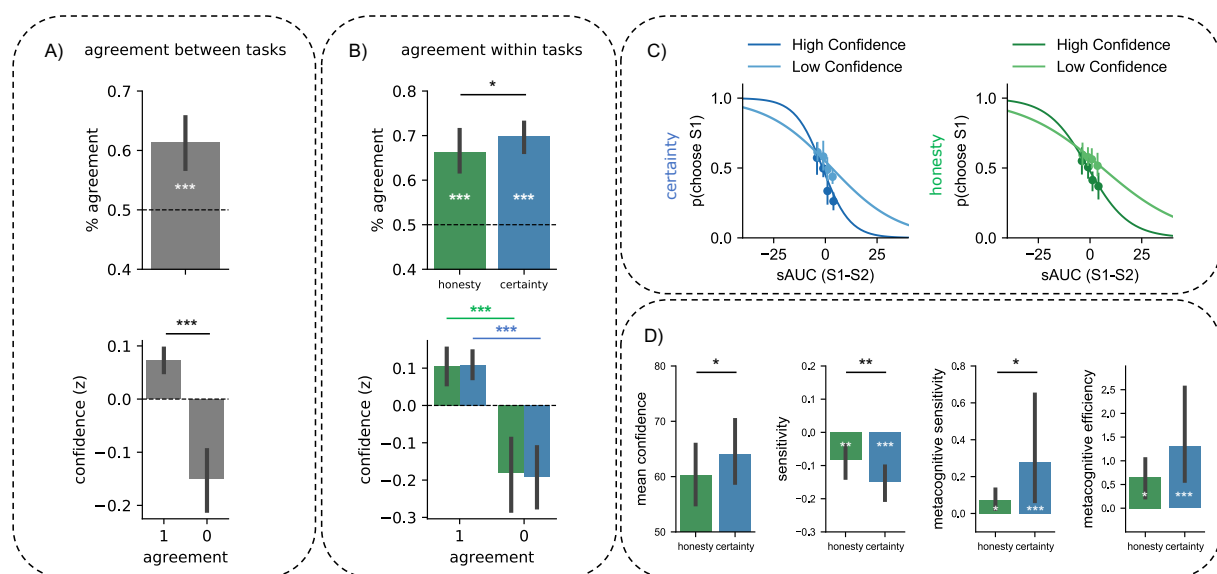 A)
agreement between tasks
0.7
0.6
0.5
0.4
% agreement
***
***
0.1
0.0
−0.1
−0.2
confidence (z)
1 0
agreement
B)
agreement within tasks
*
0.7
0.6
0.5
0.4
% agreement
*** ***
honesty certainty
***
***
0.1
0.0
−0.1
−0.2
−0.3
confidence (z)
1 0
agreement
C)
High Confidence
Low Confidence
certainty
p(choose S1)
1.0
0.5
0.0
−25 0 25
sAUC (S1-S2)
High Confidence
Low Confidence
honesty
p(choose S1)
1.0
0.5
0.0
−25 0 25
sAUC (S1-S2)
D)
*
80
70
60
50
mean confidence
honesty certainty
**
0.2
0.1
0.0
−0.1
−0.2
−0.3
sensitivity
** ***
honesty certainty
*
0.8
0.6
0.4
0.2
0.0
metacognitive sensitivity
* ***
honesty certainty
2.5
2.0
1.5
1.0
0.5
0.0
metacognitive efficiency
* ***
honesty certainty